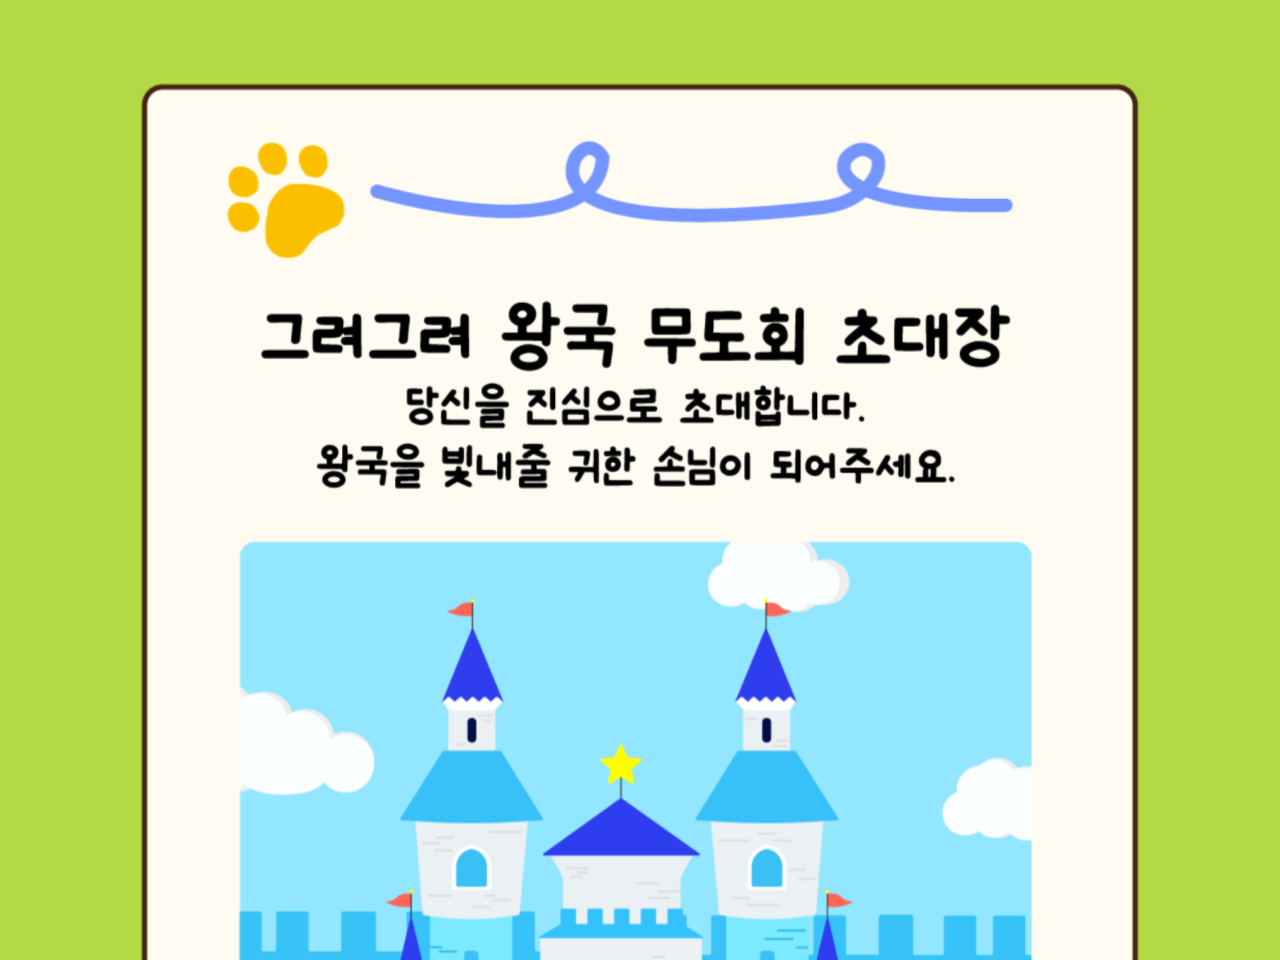 그려그려 왕국 무도회 초대장
당신을 진심으로 초대합니다.
왕국을 빛내줄 귀한 손님이 되어주세요.